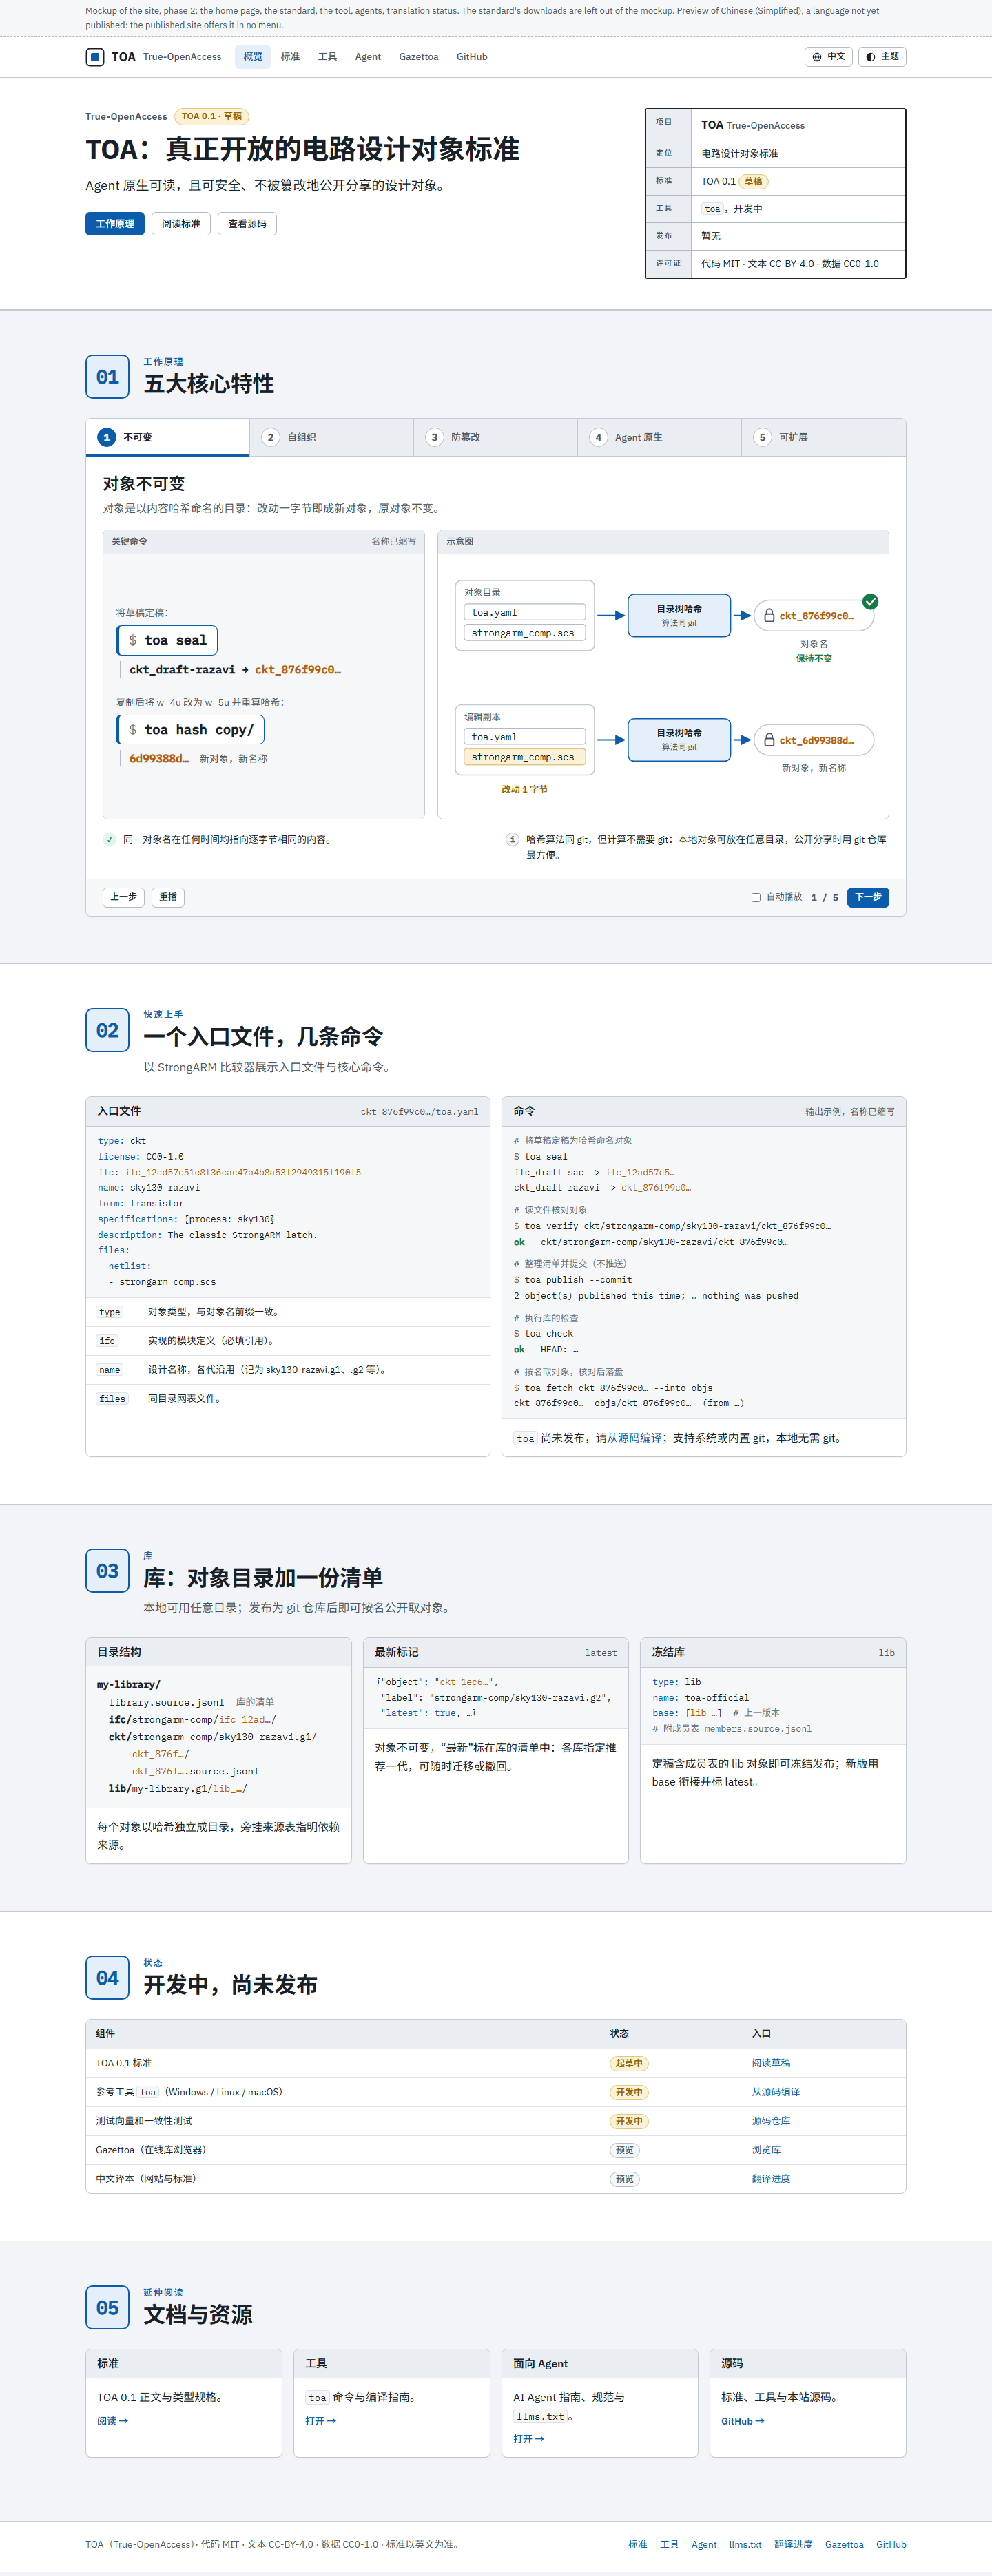 Mockup of the site, phase 2: the home page, the standard, the tool, agents, translation status. The standard's downloads are left out of the mockup. Preview of Chinese (Simplified), a language not yet
published: the published site offers it in no menu.
TOA True-OpenAccess 概览 标准 工具 Agent Gazettoa GitHub 中文 主题
True-OpenAccess TOA 0.1 · 草稿
TOA：真正开放的电路设计对象标准
Agent 原生可读，且可安全、不被篡改地公开分享的设计对象。
工作原理 阅读标准 查看源码
项目 TOA True-OpenAccess
定位 电路设计对象标准
标准 TOA 0.1 草稿
工具 toa，开发中
发布 暂无
许可证 代码 MIT · 文本 CC-BY-4.0 · 数据 CC0-1.0
01
工作原理
五大核心特性
1 不可变
2 自组织
3 防篡改
4 Agent 原生
5 可扩展
对象不可变
对象是以内容哈希命名的目录：改动一字节即成新对象，原对象不变。
关键命令 名称已缩写
将草稿定稿：
$ toa seal
ckt_draft-razavi → ckt_876f99c0…
复制后将 w=4u 改为 w=5u 并重算哈希：
$ toa hash copy/
6d99388d… 新对象，新名称
示意图
对象目录
toa.yaml
strongarm_comp.scs
目录树哈希
算法同 git
ckt_876f99c0…
对象名
保持不变
编辑副本
toa.yaml
strongarm_comp.scs
改动 1 字节
目录树哈希
算法同 git
ckt_6d99388d…
新对象，新名称
✓ 同一对象名在任何时间均指向逐字节相同的内容。
i 哈希算法同 git，但计算不需要 git：本地对象可放在任意目录，公开分享时用 git 仓库
最方便。
上一步 重播 自动播放 1 / 5 下一步
02
快速上手
一个入口文件，几条命令
以 StrongARM 比较器展示入口文件与核心命令。
入口文件 ckt_876f99c0…/toa.yaml
type: ckt
license: CC0-1.0
ifc: ifc_12ad57c51e8f36cac47a4b8a53f2949315f190f5
name: sky130-razavi
form: transistor
specifications: {process: sky130}
description: The classic StrongARM latch.
files:
netlist:
- strongarm_comp.scs
type 对象类型，与对象名前缀一致。
ifc 实现的模块定义（必填引用）。
name 设计名称，各代沿用（记为 sky130-razavi.g1、.g2 等）。
files 同目录网表文件。
命令 输出示例，名称已缩写
# 将草稿定稿为哈希命名对象
$ toa seal
ifc_draft-sac -> ifc_12ad57c5…
ckt_draft-razavi -> ckt_876f99c0…
# 读文件核对对象
$ toa verify ckt/strongarm-comp/sky130-razavi/ckt_876f99c0…
ok ckt/strongarm-comp/sky130-razavi/ckt_876f99c0…
# 整理清单并提交（不推送）
$ toa publish --commit
2 object(s) published this time; … nothing was pushed
# 执行库的检查
$ toa check
ok HEAD: …
# 按名取对象，核对后落盘
$ toa fetch ckt_876f99c0… --into objs
ckt_876f99c0… objs/ckt_876f99c0… (from …)
toa 尚未发布，请从源码编译；支持系统或内置 git，本地无需 git。
03
库
库：对象目录加一份清单
本地可用任意目录；发布为 git 仓库后即可按名公开取对象。
目录结构
my-library/
library.source.jsonl 库的清单
ifc/strongarm-comp/ifc_12ad…/
ckt/strongarm-comp/sky130-razavi.g1/
ckt_876f…/
ckt_876f….source.jsonl
lib/my-library.g1/lib_…/
每个对象以哈希独立成目录，旁挂来源表指明依赖
来源。
最新标记 latest
{"object": "ckt_1ec6…",
"label": "strongarm-comp/sky130-razavi.g2",
"latest": true, …}
对象不可变，“最新”标在库的清单中：各库指定推
荐一代，可随时迁移或撤回。
冻结库 lib
type: lib
name: toa-official
base: [lib_…] # 上一版本
# 附成员表 members.source.jsonl
定稿含成员表的 lib 对象即可冻结发布；新版用
base 衔接并标 latest。
04
状态
开发中，尚未发布
组件 状态 入口
TOA 0.1 标准 起草中 阅读草稿
参考工具 toa（Windows / Linux / macOS） 开发中 从源码编译
测试向量和一致性测试 开发中 源码仓库
Gazettoa（在线库浏览器） 预览 浏览库
中文译本（网站与标准） 预览 翻译进度
05
延伸阅读
文档与资源
标准
TOA 0.1 正文与类型规格。
阅读 →
工具
toa 命令与编译指南。
打开 →
面向 Agent
AI Agent 指南、规范与
llms.txt。
打开 →
源码
标准、工具与本站源码。
GitHub →
TOA（True-OpenAccess）· 代码 MIT · 文本 CC-BY-4.0 · 数据 CC0-1.0 · 标准以英文为准。
标准 工具 Agent llms.txt 翻译进度 Gazettoa GitHub